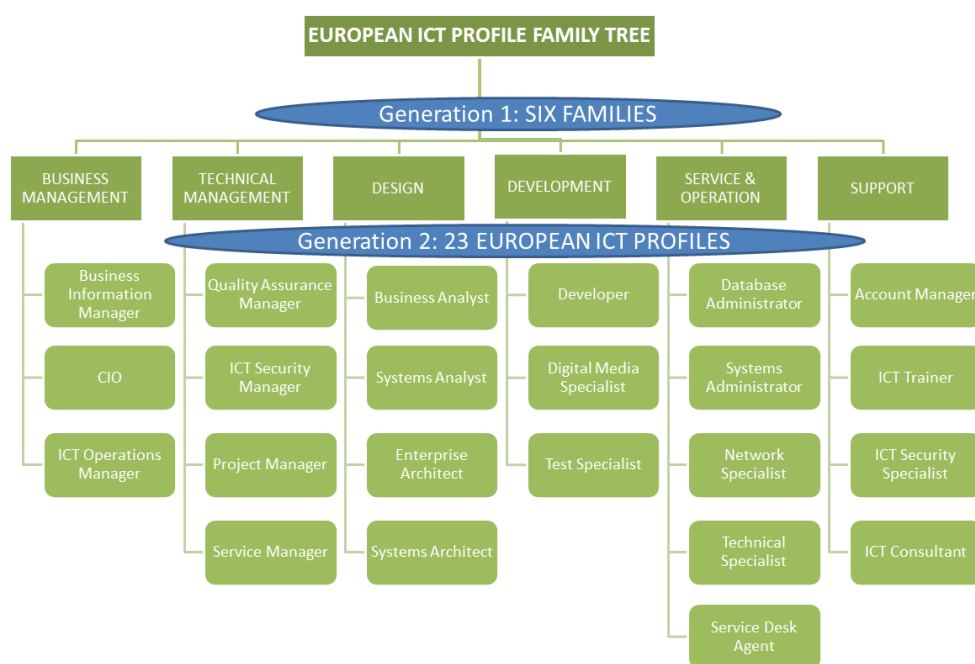 EUROPEAN ICT PROFILE FAMILY TREE
Generation 1: SIX FAMILIES
BUSINESS
MANAGEMENT
TECHNICAL
MANAGEMENT
DESIGN
DEVELOPMENT
SERVICE &
OPERATION
SUPPORT
Generation 2: 23 EUROPEAN ICT PROFILES
Business
Information
Manager
CIO
ICT Operations
Manager
Quality Assurance
Manager
ICT Security
Manager
Project Manager
Service Manager
Business Analyst
Systems Analyst
Enterprise
Architect
Systems Architect
Developer
Digital Media
Specialist
Test Specialist
Database
Administrator
Systems
Administrator
Network
Specialist
Technical
Specialist
Service Desk
Agent
Account Manager
ICT Trainer
ICT Security
Specialist
ICT Consultant